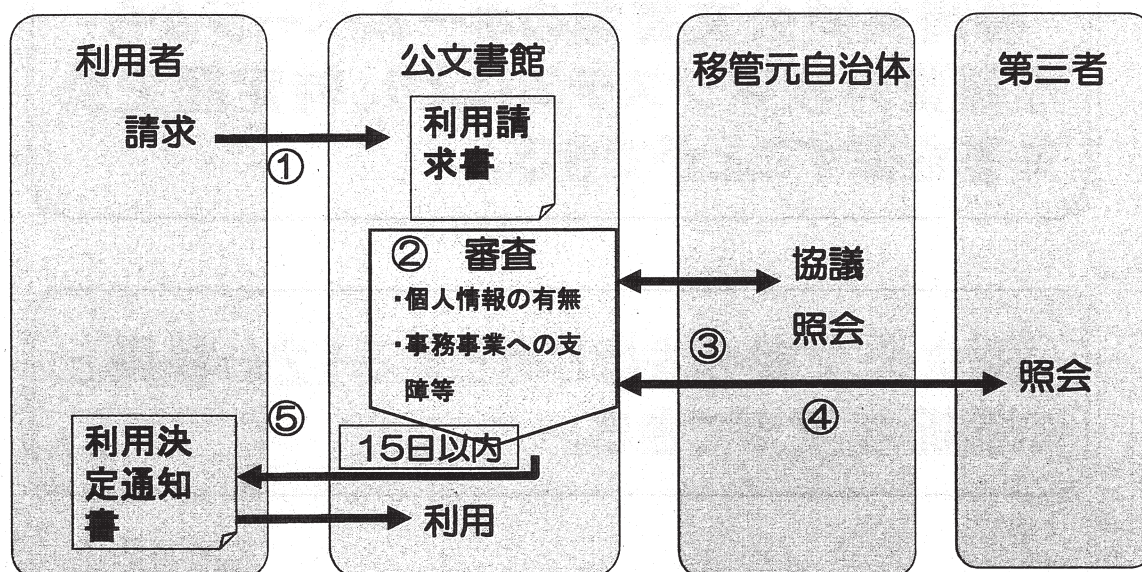 利用者
公文書館
移管元自治体
第三者
請求
①
利用請
求書
② 審査
・個人情報の有無
・事務事業への支
障等
協議
照会
③
照会
④
⑤
15日以内
利用決
定通知
書
利用